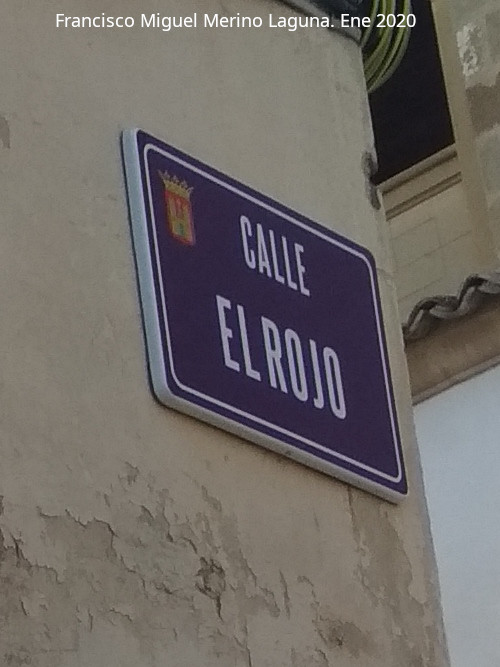 Francisco Miguel Merino Laguna. Ene 2020
CALLE
EL ROJO